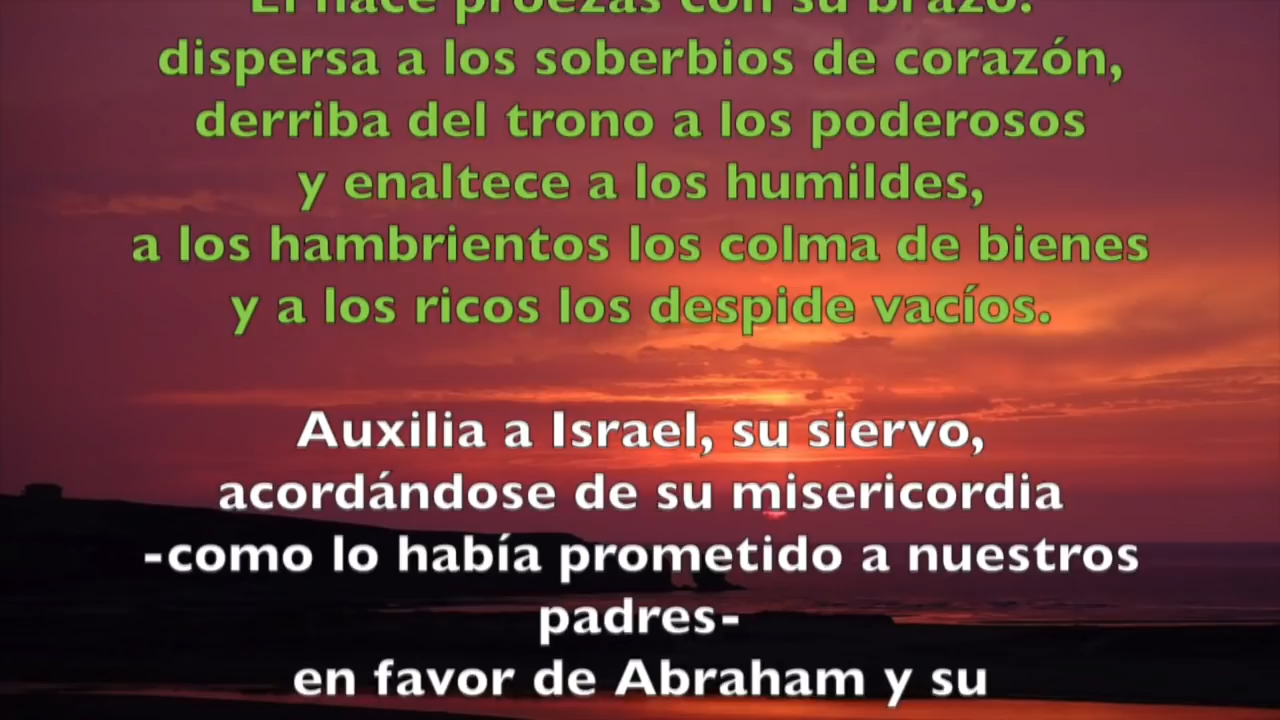 El hace proezas con su brazo:
dispersa a los soberbios de corazón,
derriba del trono a los poderosos
y enaltece a los humildes,
a los hambrientos los colma de bienes
y a los ricos los despide vacíos.
Auxilia a Israel, su siervo,
acordándose de su misericordia
-como lo había prometido a nuestros
padres-
en favor de Abraham y su